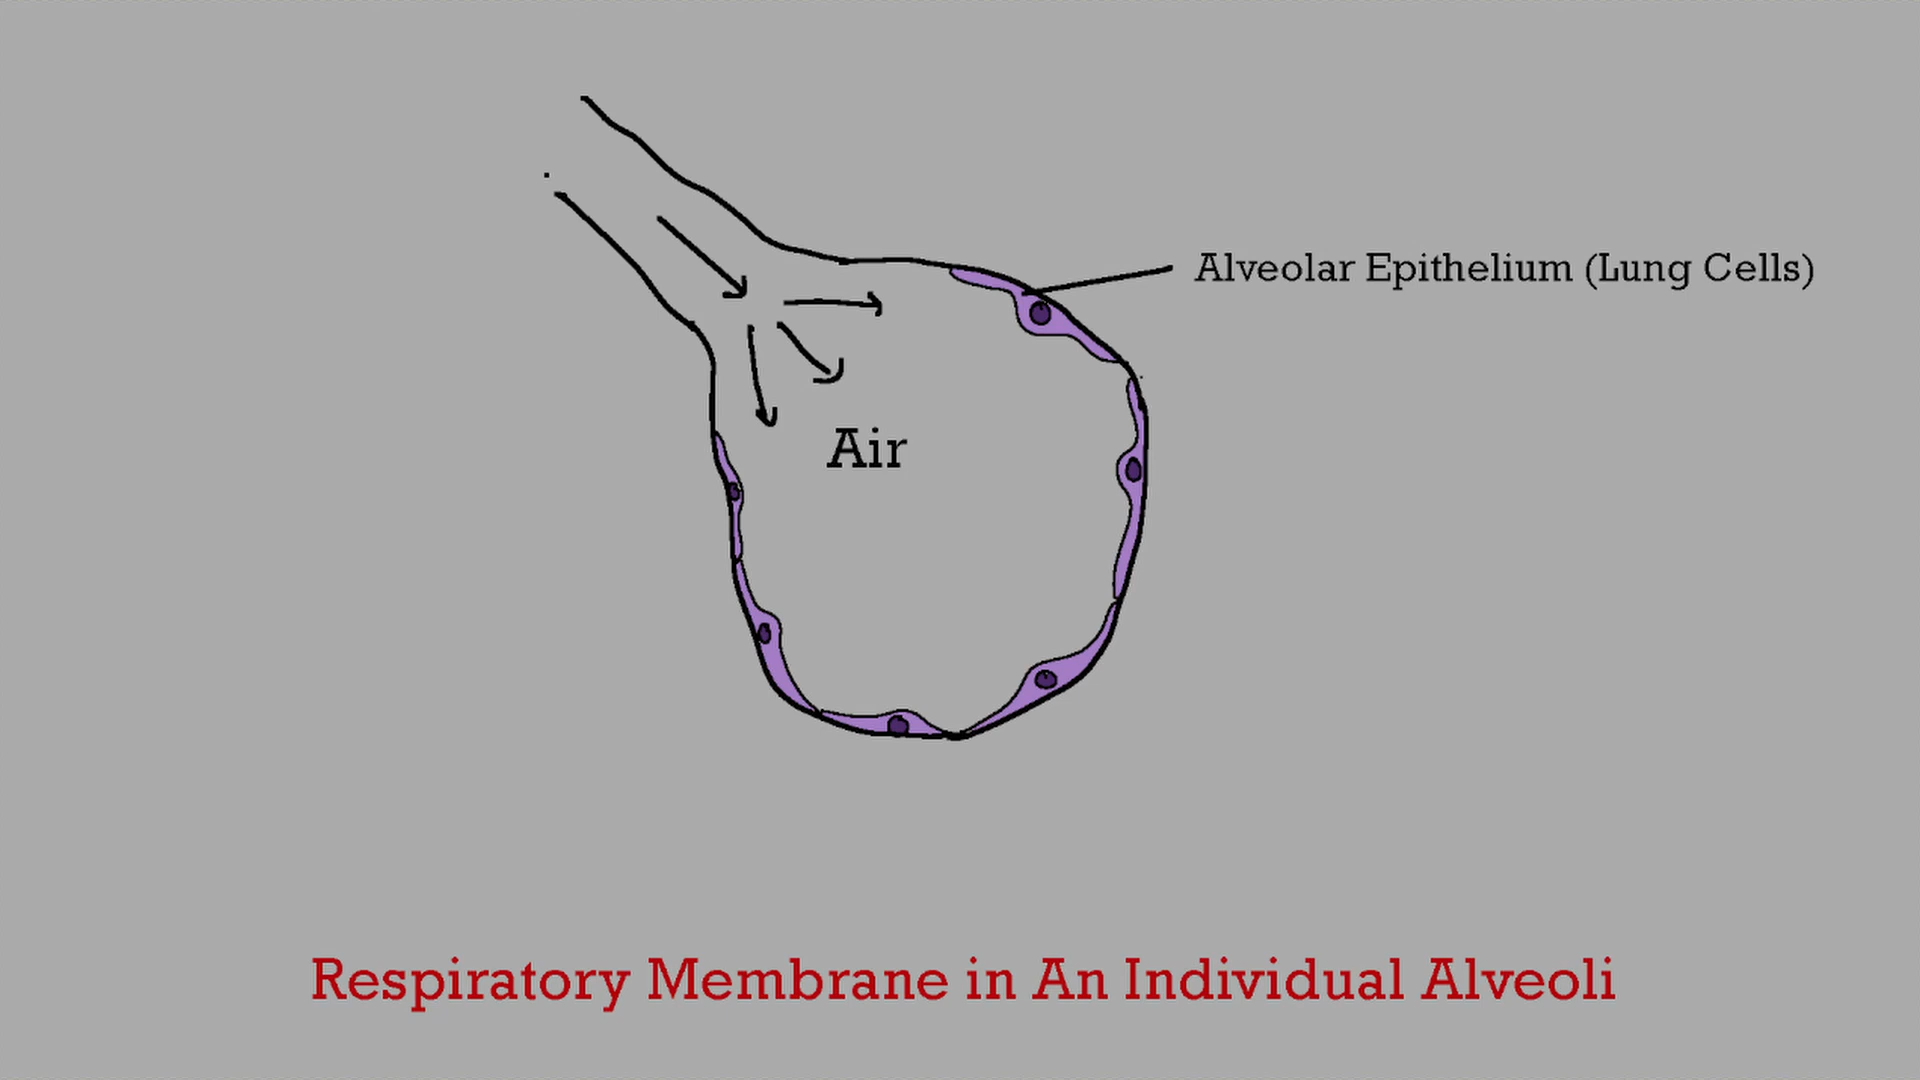 Alveolar Epithelium (Lung Cells)
Air
Respiratory Membrane in An Individual Alveoli